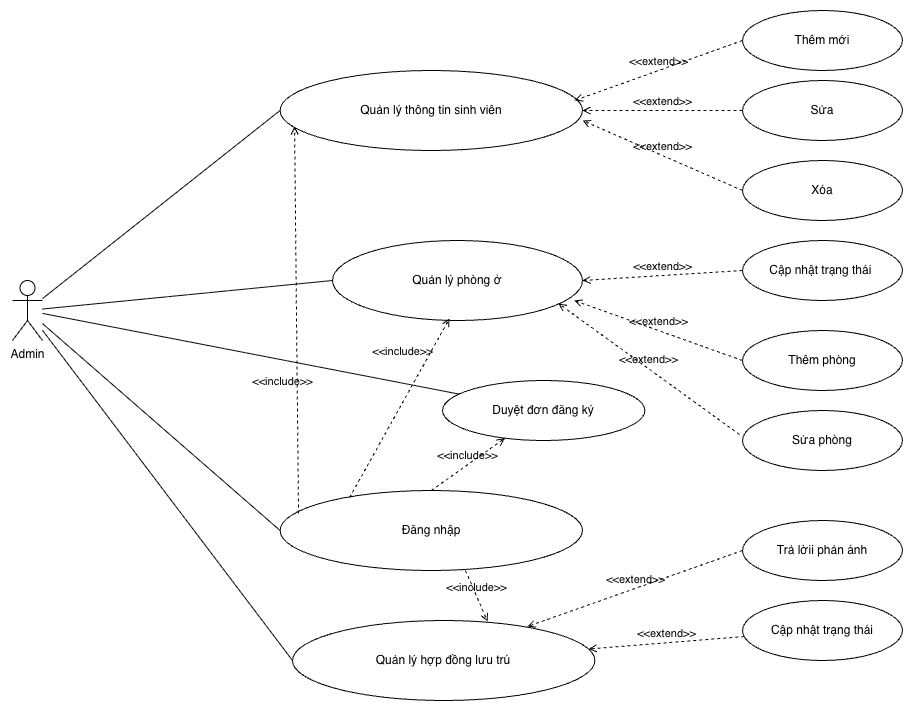 Thêm mới
<<extend>>
Quản lý thông tin sinh viên
<<extend>>
Sửa
<<extend>>
Xóa
Quản lý phòng ở
<<extend>>
Cập nhật trạng thái
Admin
<<include>>
<<extend>>
Thêm phòng
<<extend>>
<<include>>
Duyệt đơn đăng ký
Sửa phòng
<<include>>
Đăng nhập
Trả lờii phản ánh
<<extend>>
<<include>>
Cập nhật trạng thái
<<extend>>
Quản lý hợp đồng lưu trú